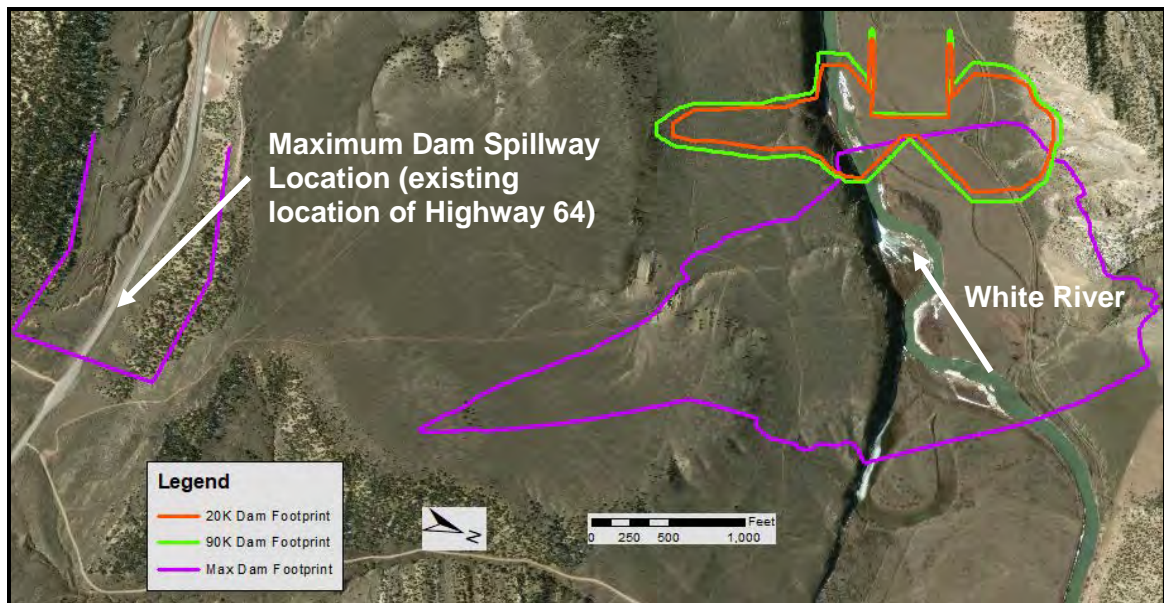 Maximum Dam Spillway
Location (existing
location of Highway 64)
White River
Legend
20K Dam Footprint
90K Dam Footprint
Max Dam Footprint
N
Feet
0 250 500 1,000